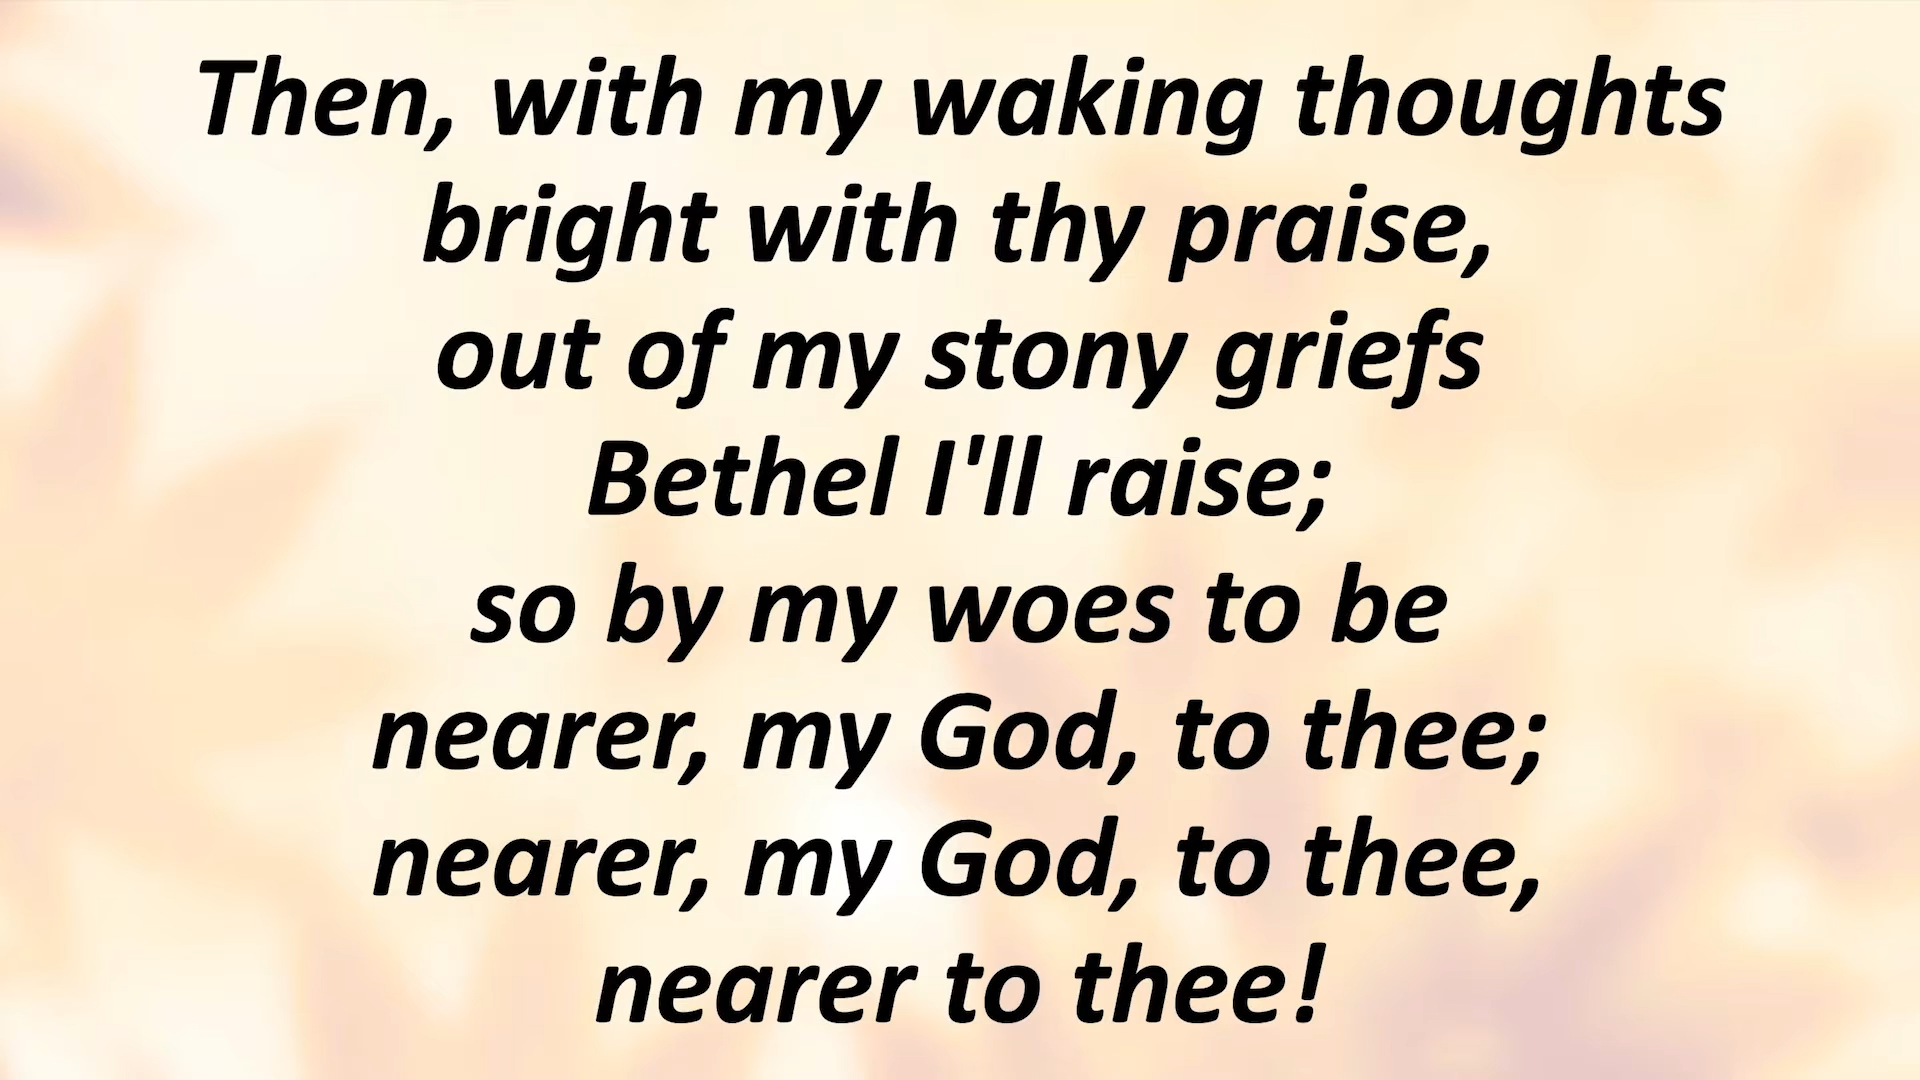 Then, with my waking thoughts
bright with thy praise,
out of my stony griefs
Bethel I'll raise;
so by my woes to be
nearer, my God, to thee;
nearer, my God, to thee,
nearer to thee!